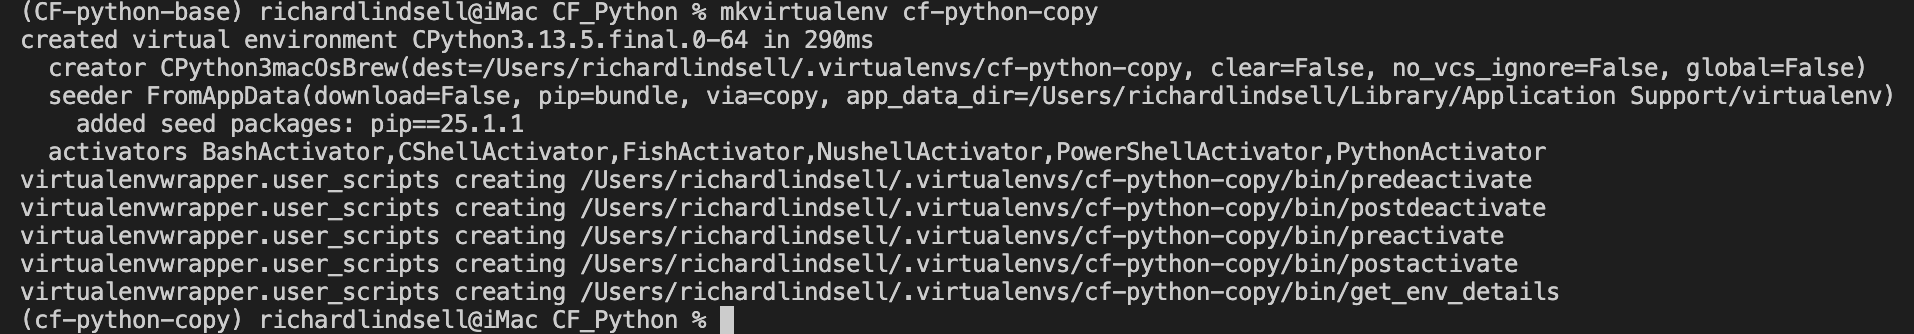 (CF-python-base) richardlindsell@iMac CF_Python % mkvirtualenv cf-python-copy
created virtual environment CPython3.13.5.final.0-64 in 290ms
  creator CPython3macOsBrew(dest=/Users/richardlindsell/.virtualenvs/cf-python-copy, clear=False, no_vcs_ignore=False, global=False)
  seeder FromAppData(download=False, pip=bundle, via=copy, app_data_dir=/Users/richardlindsell/Library/Application Support/virtualenv)
    added seed packages: pip==25.1.1
  activators BashActivator,CShellActivator,FishActivator,NushellActivator,PowerShellActivator,PythonActivator
virtualenvwrapper.user_scripts creating /Users/richardlindsell/.virtualenvs/cf-python-copy/bin/predeactivate
virtualenvwrapper.user_scripts creating /Users/richardlindsell/.virtualenvs/cf-python-copy/bin/postdeactivate
virtualenvwrapper.user_scripts creating /Users/richardlindsell/.virtualenvs/cf-python-copy/bin/preactivate
virtualenvwrapper.user_scripts creating /Users/richardlindsell/.virtualenvs/cf-python-copy/bin/postactivate
virtualenvwrapper.user_scripts creating /Users/richardlindsell/.virtualenvs/cf-python-copy/bin/get_env_details
(cf-python-copy) richardlindsell@iMac CF_Python %